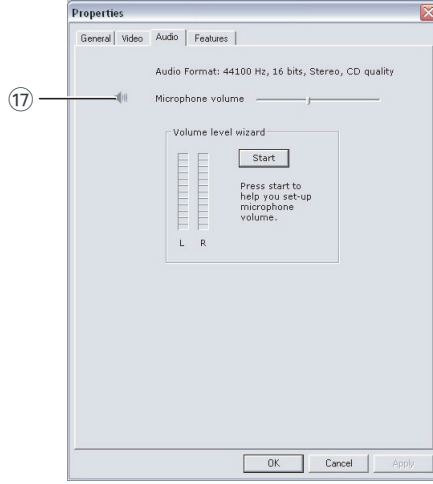 Properties
General Video Audio Features
Audio Format: 44100 Hz, 16 bits, Stereo, CD quality
17
Microphone volume
Volume level wizard
Start
Press start to
help you set-up
microphone
volume.
L R
OK Cancel Apply